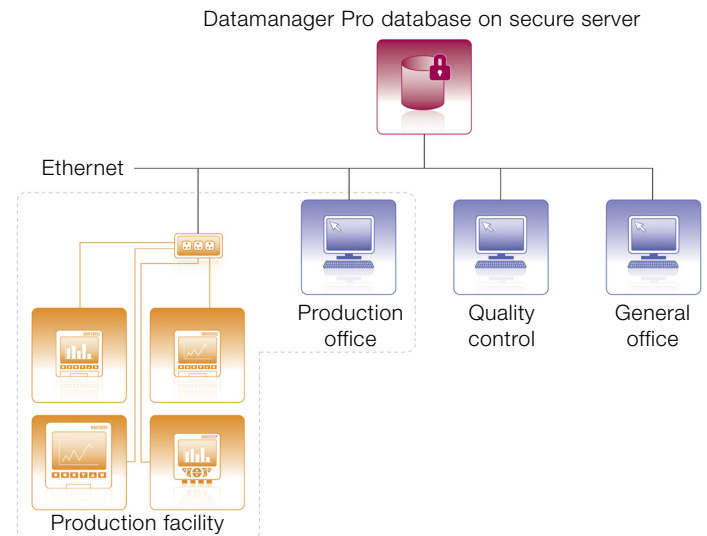 Datamanager Pro database on secure server
Ethernet
Production
office
Quality
control
General
office
Production facility